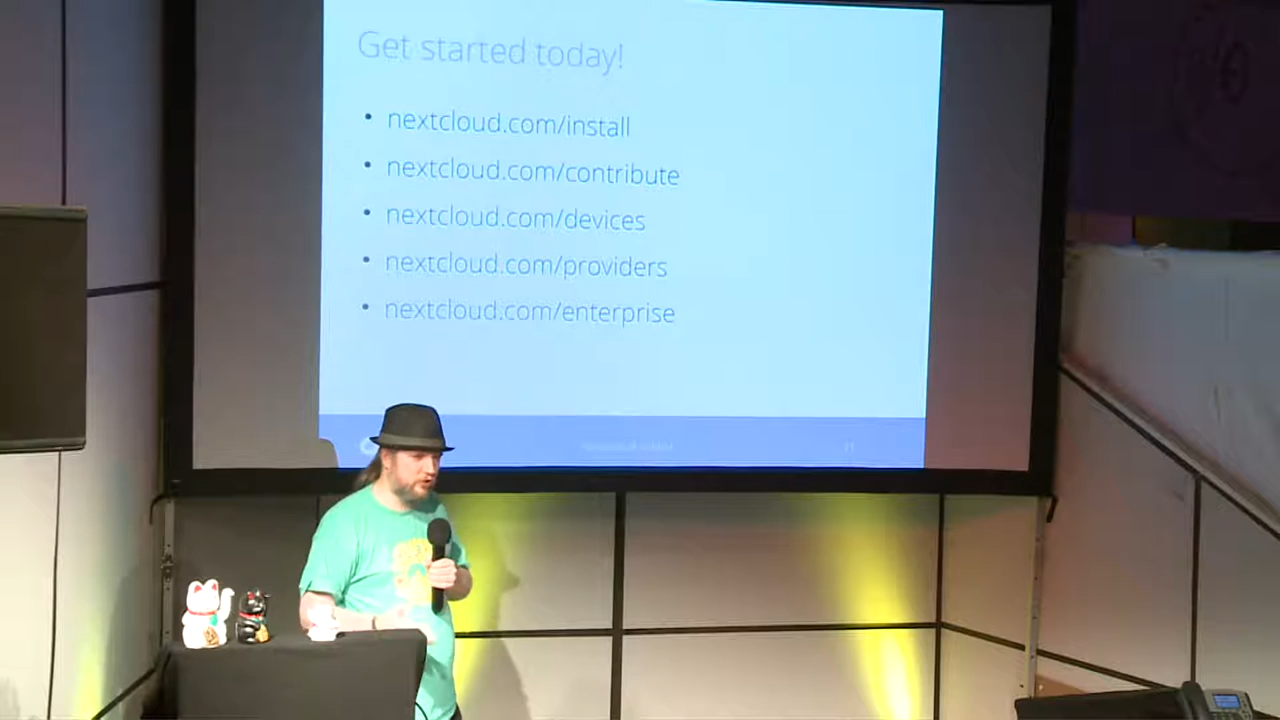 Get started today!
• nextcloud.com/install
• nextcloud.com/contribute
• nextcloud.com/devices
• nextcloud.com/providers
• nextcloud.com/enterprise